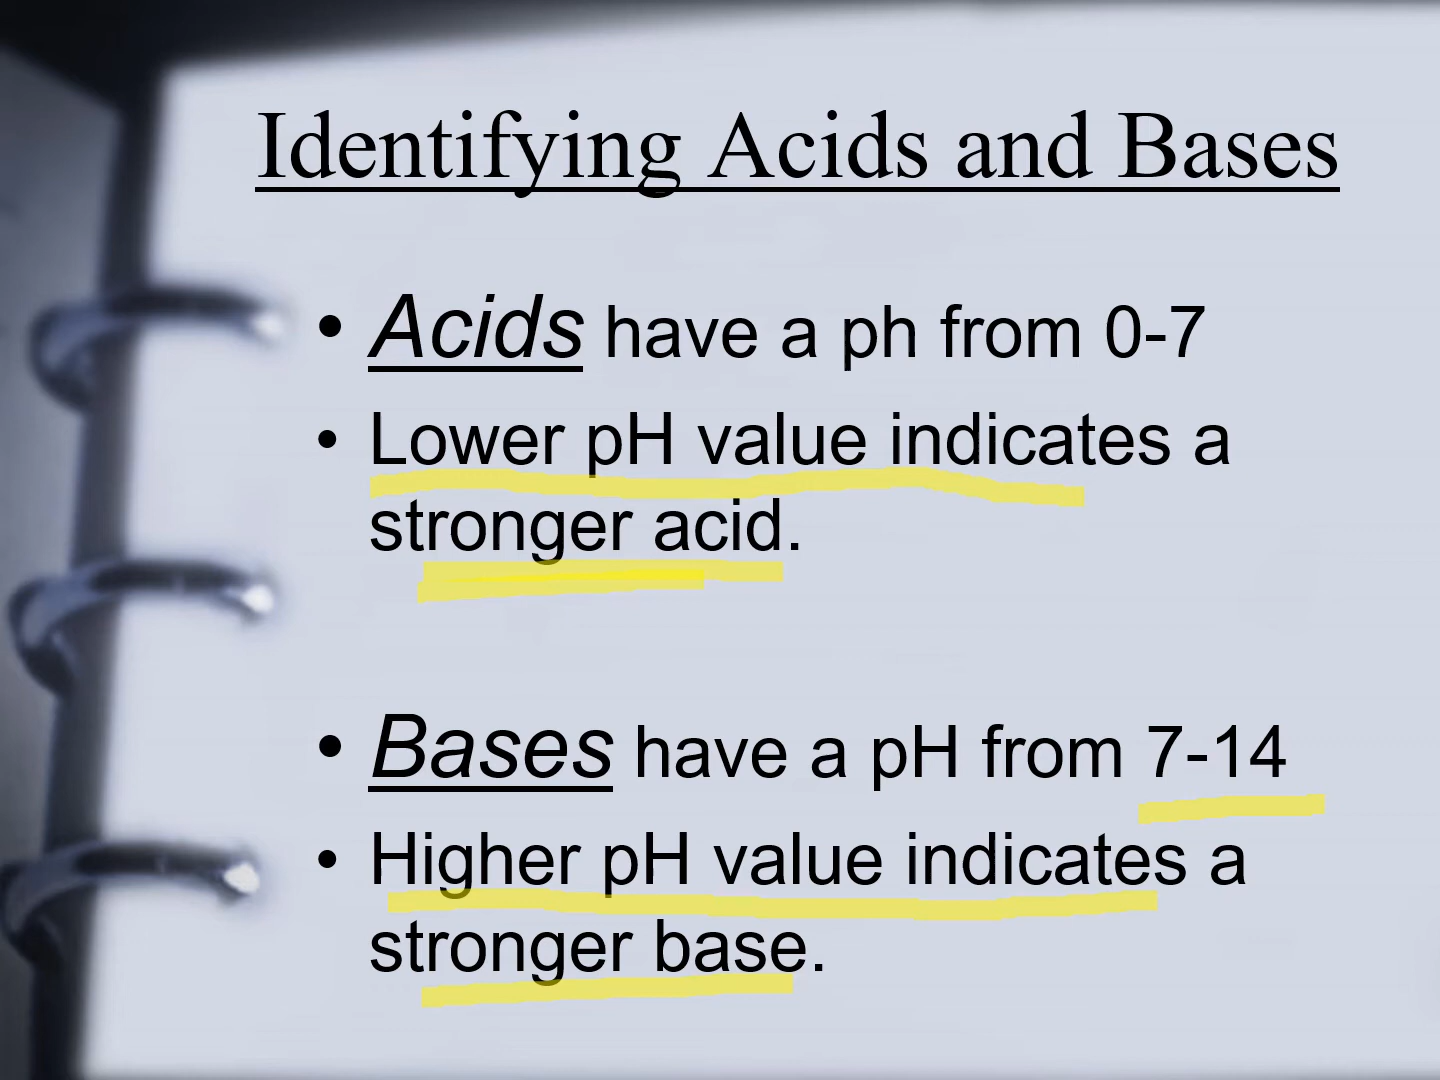 Identifying Acids and Bases
• Acids have a ph from 0-7
• Lower pH value indicates a
stronger acid.
• Bases have a pH from 7-14
• Higher pH value indicates a
stronger base.